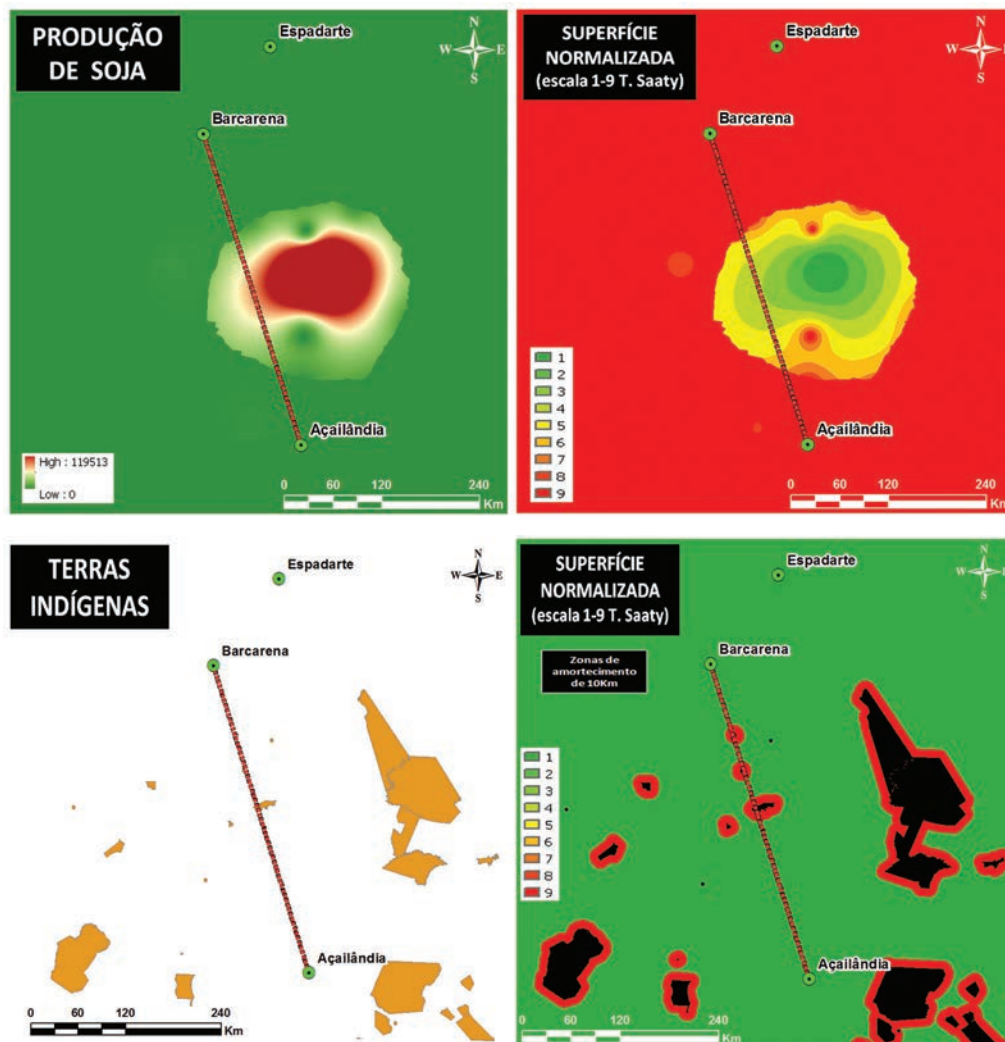 PRODUÇÃO
DE SOJA
Espadarte
N
W E
S
Barcarena
Açailândia
High : 119513
Low : 0
0 60 120 240
Km
SUPERFÍCIE
NORMALIZADA
(escala 1-9 T. Saaty)
Espadarte
N
W E
S
Barcarena
Açailândia
1
2
3
4
5
6
7
8
9
0 60 120 240
Km
TERRAS
INDÍGENAS
Espadarte
N
W E
S
Barcarena
Açailândia
0 60 120 240
Km
SUPERFÍCIE
NORMALIZADA
(escala 1-9 T. Saaty)
Espadarte
N
W E
S
Barcarena
Zonas de
amortecimento
de 10Km
1
2
3
4
5
6
7
8
9
Açailândia
0 60 120 240
Km